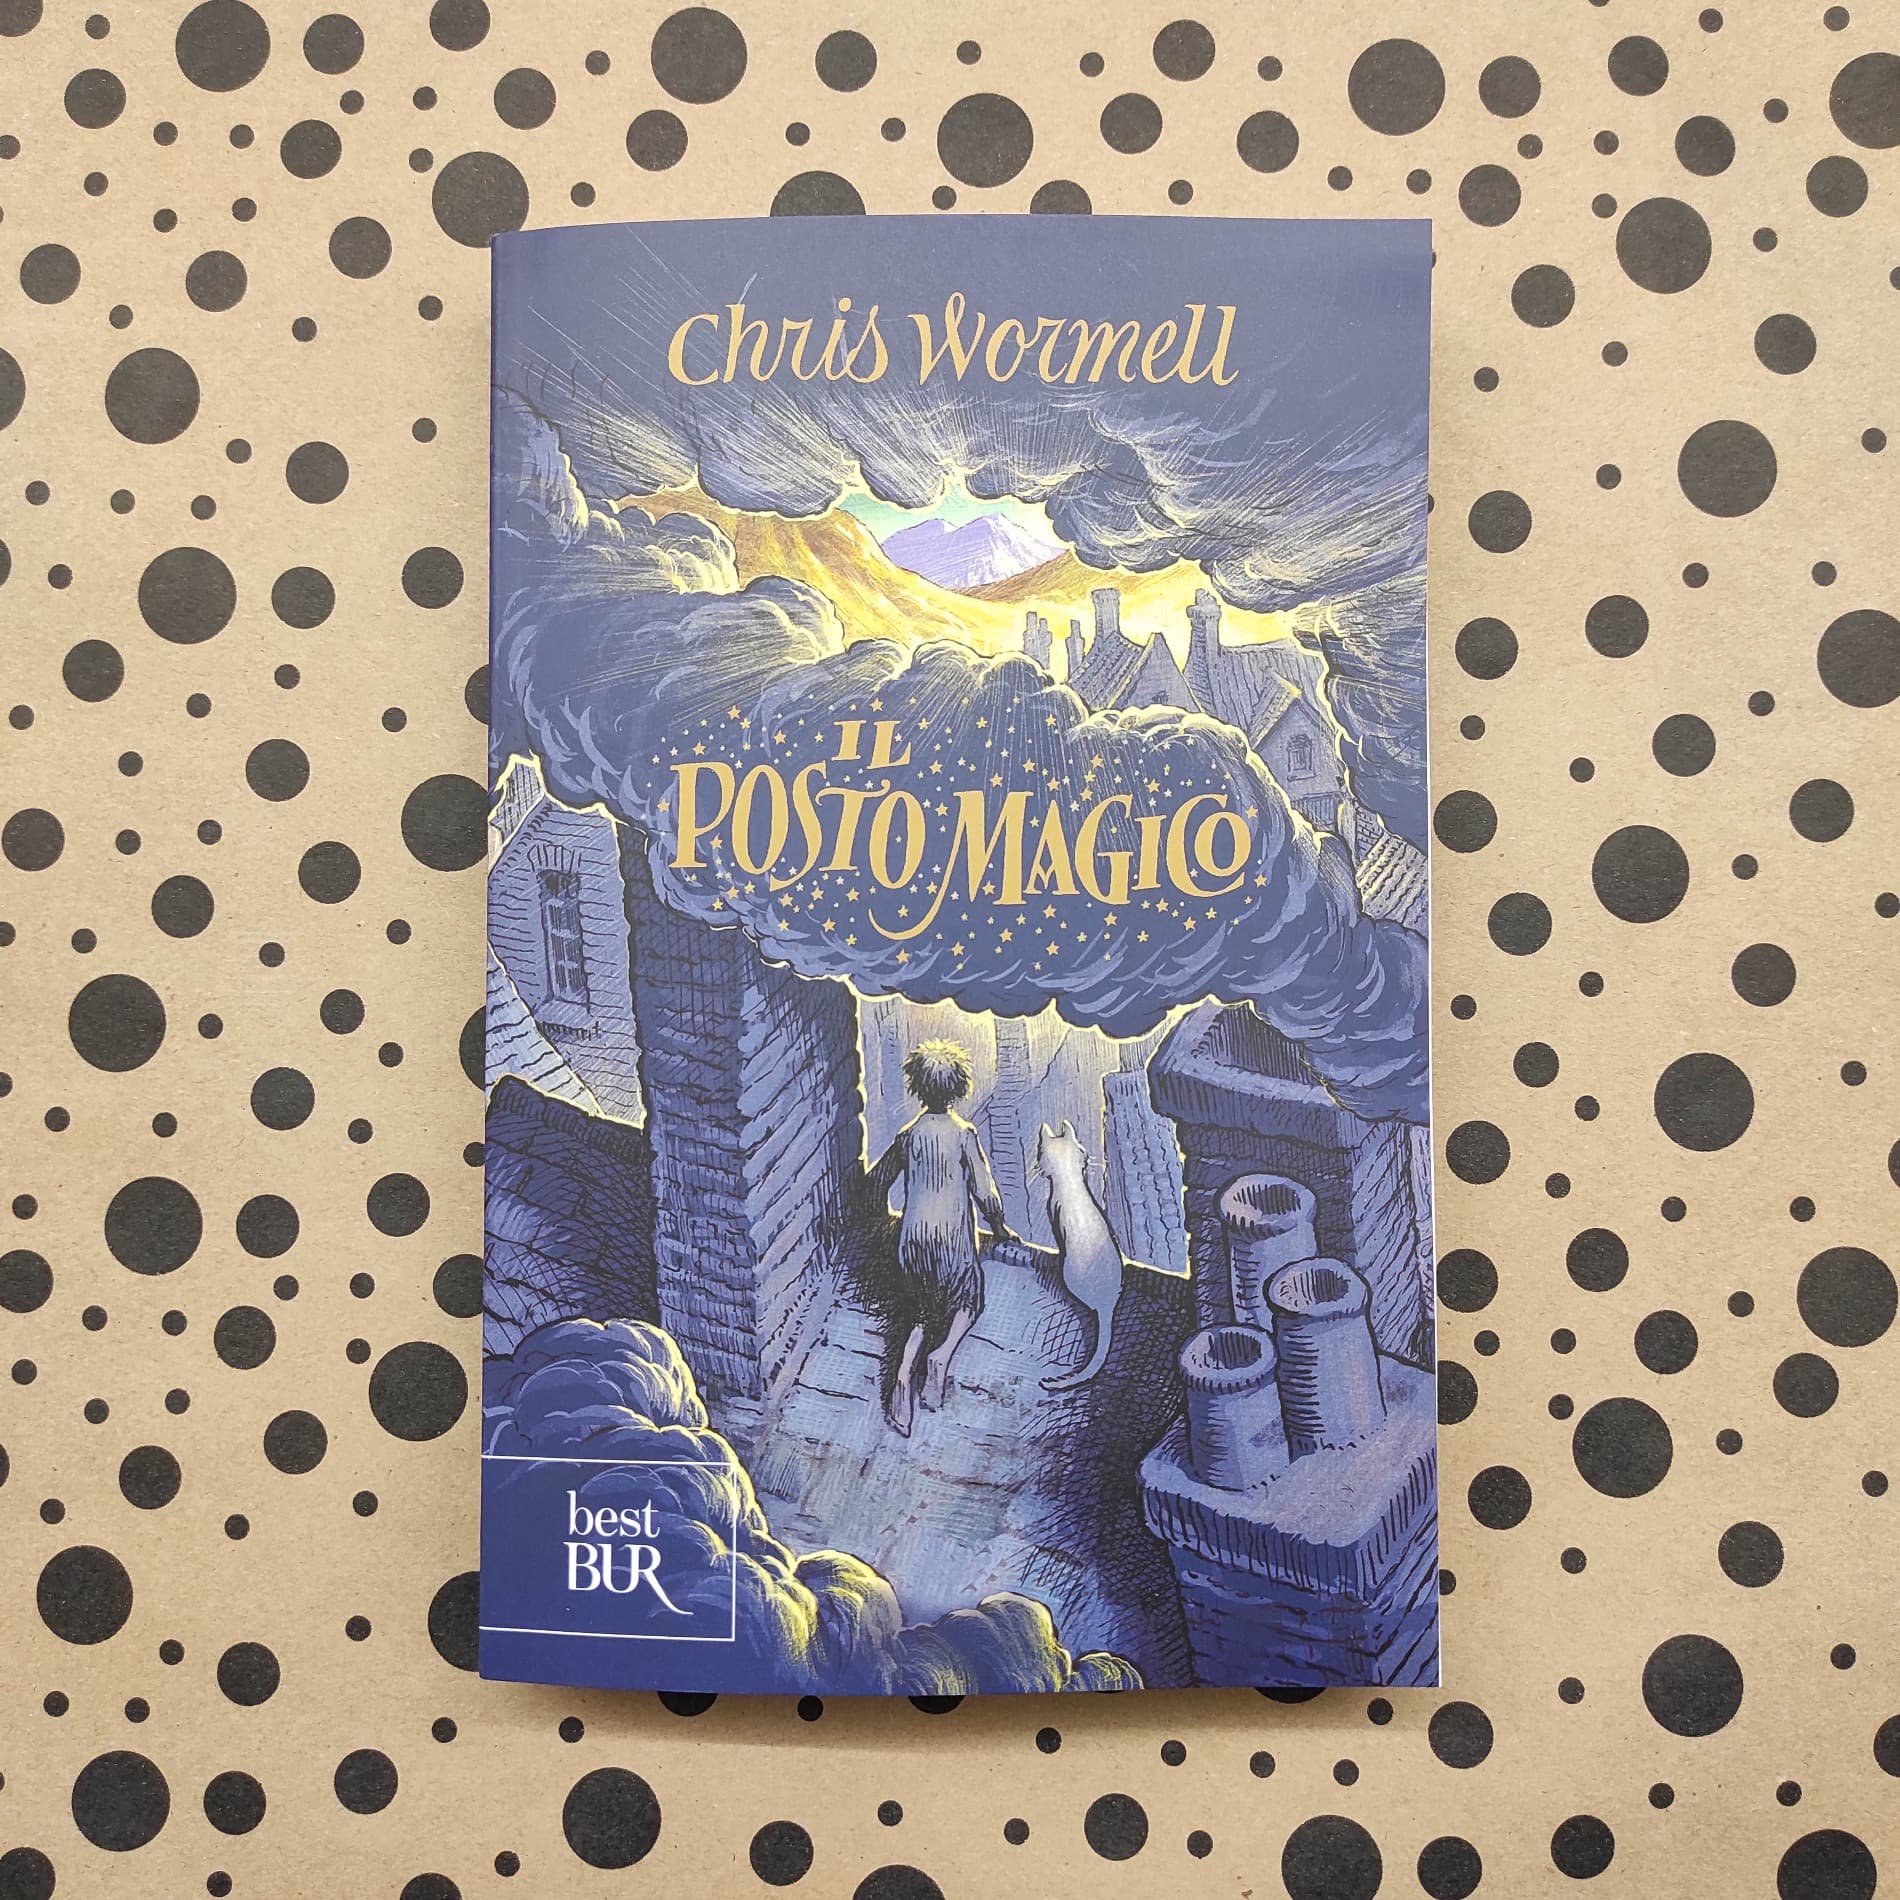 Chris Wormell
IL
POSTO MAGICO
best
BUR